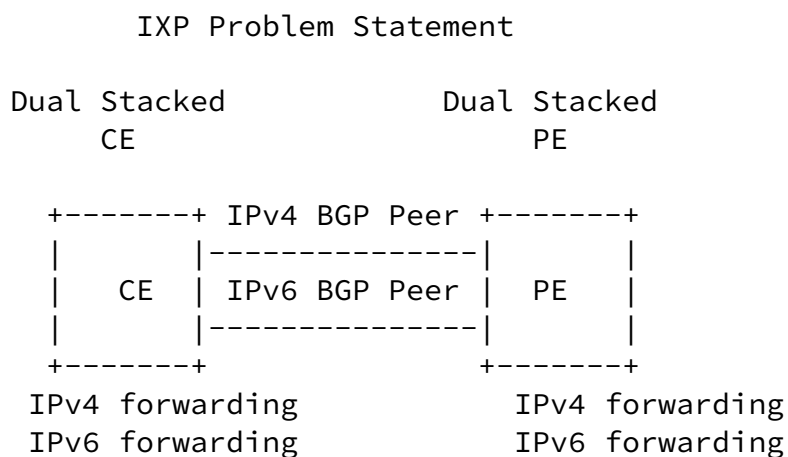 IXP Problem Statement
Dual Stacked Dual Stacked
CE PE
+-------+ IPv4 BGP Peer +-------+
| |---------------| |
| CE | IPv6 BGP Peer | PE |
| |---------------| |
+-------+ +-------+
IPv4 forwarding IPv4 forwarding
IPv6 forwarding IPv6 forwarding